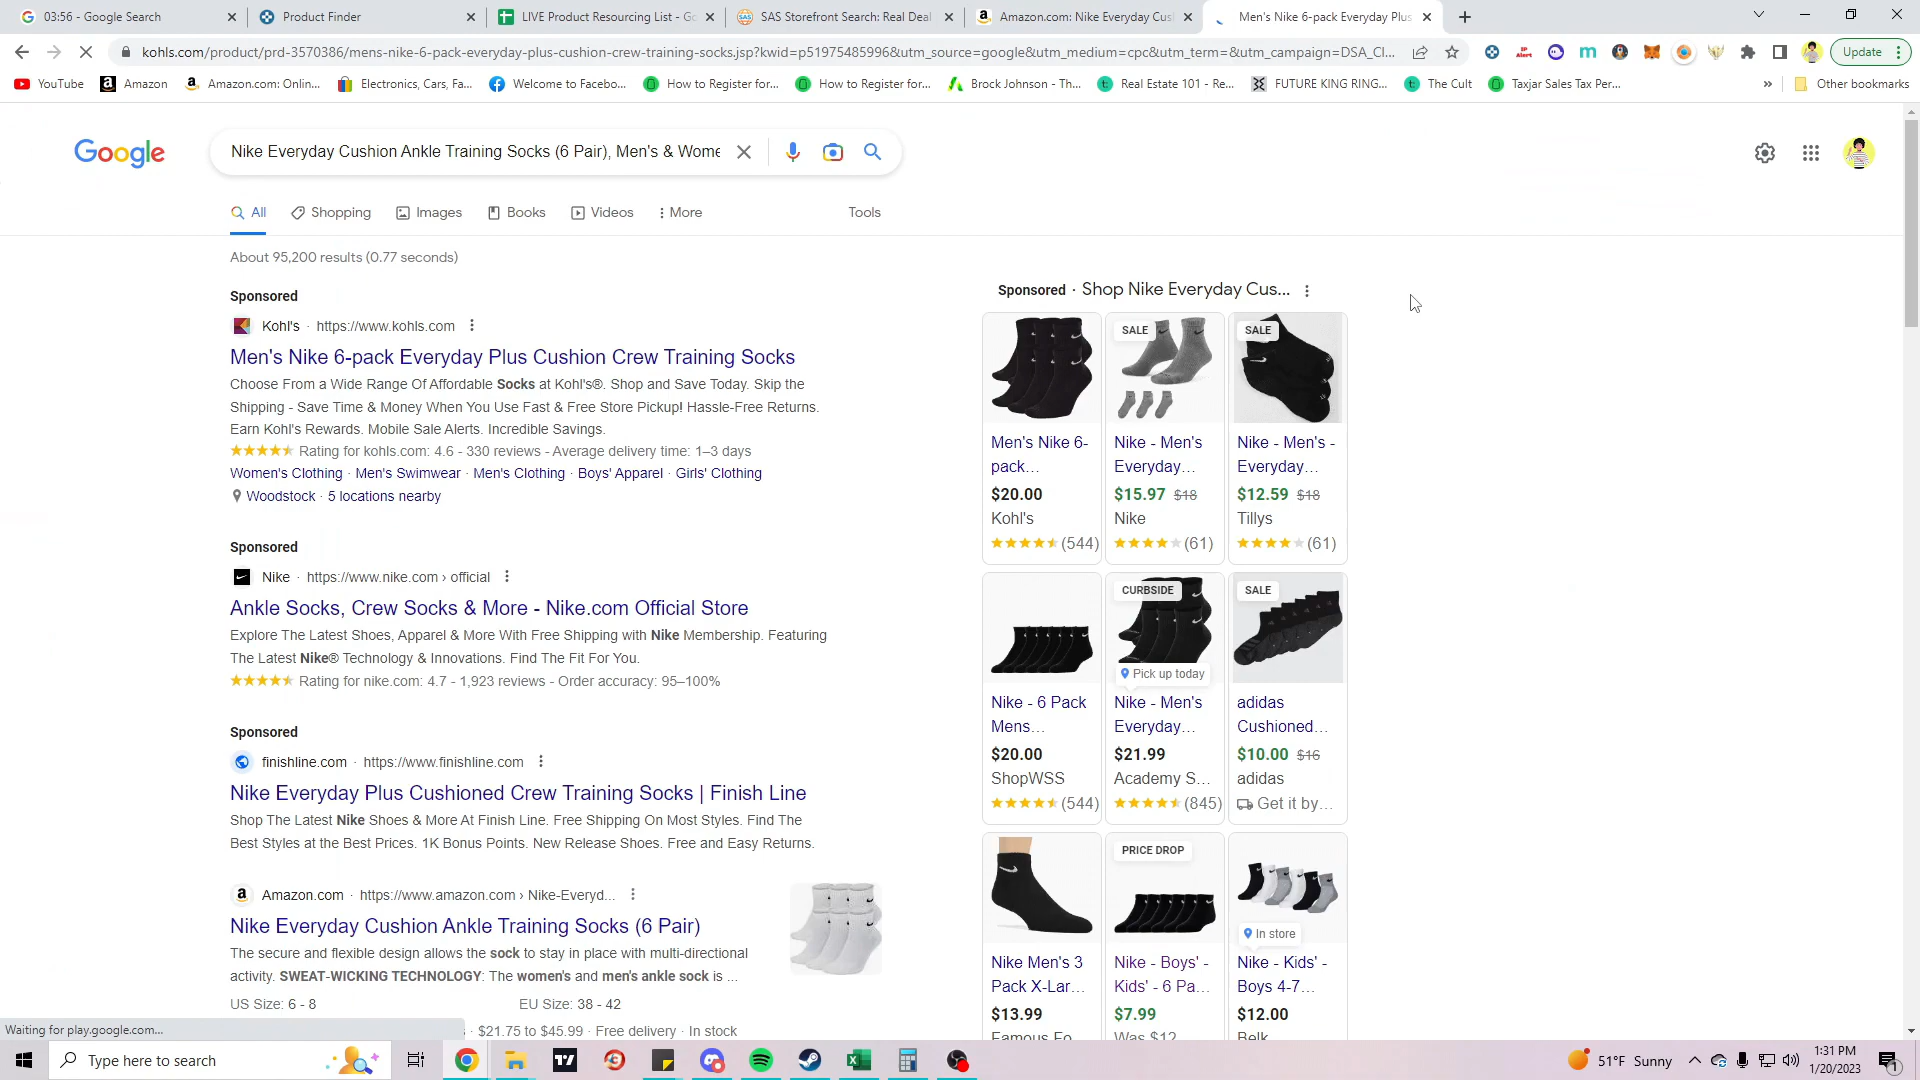 03:56 - Google Search
Product Finder
LIVE Product Resourcing List - Go
SAS Storefront Search: Real Deal
Amazon.com: Nike Everyday Cus
Men's Nike 6-pack Everyday Plus
kohls.com/product/prd-3570386/mens-nike-6-pack-everyday-plus-cushion-crew-training-socks.jsp?kwid=p51975485996&utm_source=google&utm_medium=cpc&utm_term=&utm_campaign=DSA_Cl...
Update
YouTube
Amazon
Amazon.com: Onlin...
Electronics, Cars, Fa...
Welcome to Facebo...
How to Register for...
How to Register for...
Brock Johnson - Th...
Real Estate 101 - Re...
FUTURE KING RING...
The Cult
Taxjar Sales Tax Per...
»
Other bookmarks
Google
Nike Everyday Cushion Ankle Training Socks (6 Pair), Men's & Wome
All
Shopping
Images
Books
Videos
More
Tools
About 95,200 results (0.77 seconds)
Sponsored
Kohl's · https://www.kohls.com
Men's Nike 6-pack Everyday Plus Cushion Crew Training Socks
Choose From a Wide Range Of Affordable Socks at Kohl's®. Shop and Save Today. Skip the
Shipping - Save Time & Money When You Use Fast & Free Store Pickup! Hassle-Free Returns.
Earn Kohl's Rewards. Mobile Sale Alerts. Incredible Savings.
Rating for kohls.com: 4.6 - 330 reviews - Average delivery time: 1–3 days
Women's Clothing · Men's Swimwear · Men's Clothing · Boys' Apparel · Girls' Clothing
Woodstock · 5 locations nearby
Sponsored
Nike · https://www.nike.com › official
Ankle Socks, Crew Socks & More - Nike.com Official Store
Explore The Latest Shoes, Apparel & More With Free Shipping with Nike Membership. Featuring
The Latest Nike® Technology & Innovations. Find The Fit For You.
Rating for nike.com: 4.7 - 1,923 reviews - Order accuracy: 95–100%
Sponsored
finishline.com · https://www.finishline.com
Nike Everyday Plus Cushioned Crew Training Socks | Finish Line
Shop The Latest Nike Shoes & More At Finish Line. Free Shipping On Most Styles. Find The
Best Styles at the Best Prices. 1K Bonus Points. New Release Shoes. Free and Easy Returns.
Amazon.com · https://www.amazon.com › Nike-Everyd...
Nike Everyday Cushion Ankle Training Socks (6 Pair)
The secure and flexible design allows the sock to stay in place with multi-directional
activity. SWEAT-WICKING TECHNOLOGY: The women's and men's ankle sock is ...
US Size: 6 - 8
EU Size: 38 - 42
· $21.75 to $45.99 · Free delivery · In stock
Sponsored · Shop Nike Everyday Cus...
SALE
SALE
Men's Nike 6-
pack...
$20.00
Kohl's
(544)
Nike - Men's
Everyday...
$15.97 $18
Nike
(61)
Nike - Men's -
Everyday...
$12.59 $18
Tillys
(61)
CURBSIDE
Pick up today
SALE
Nike - 6 Pack
Mens...
$20.00
ShopWSS
(544)
Nike - Men's
Everyday...
$21.99
Academy S...
(845)
adidas
Cushioned...
$10.00 $16
adidas
Get it by...
PRICE DROP
In store
Nike Men's 3
Pack X-Lar...
$13.99
Famous Fo
Nike - Boys' -
Kids' - 6 Pa...
$7.99
Was $12
Nike - Kids' -
Boys 4-7...
$12.00
Belk
Waiting for play.google.com...
Type here to search
51°F Sunny
1:31 PM
1/20/2023
1